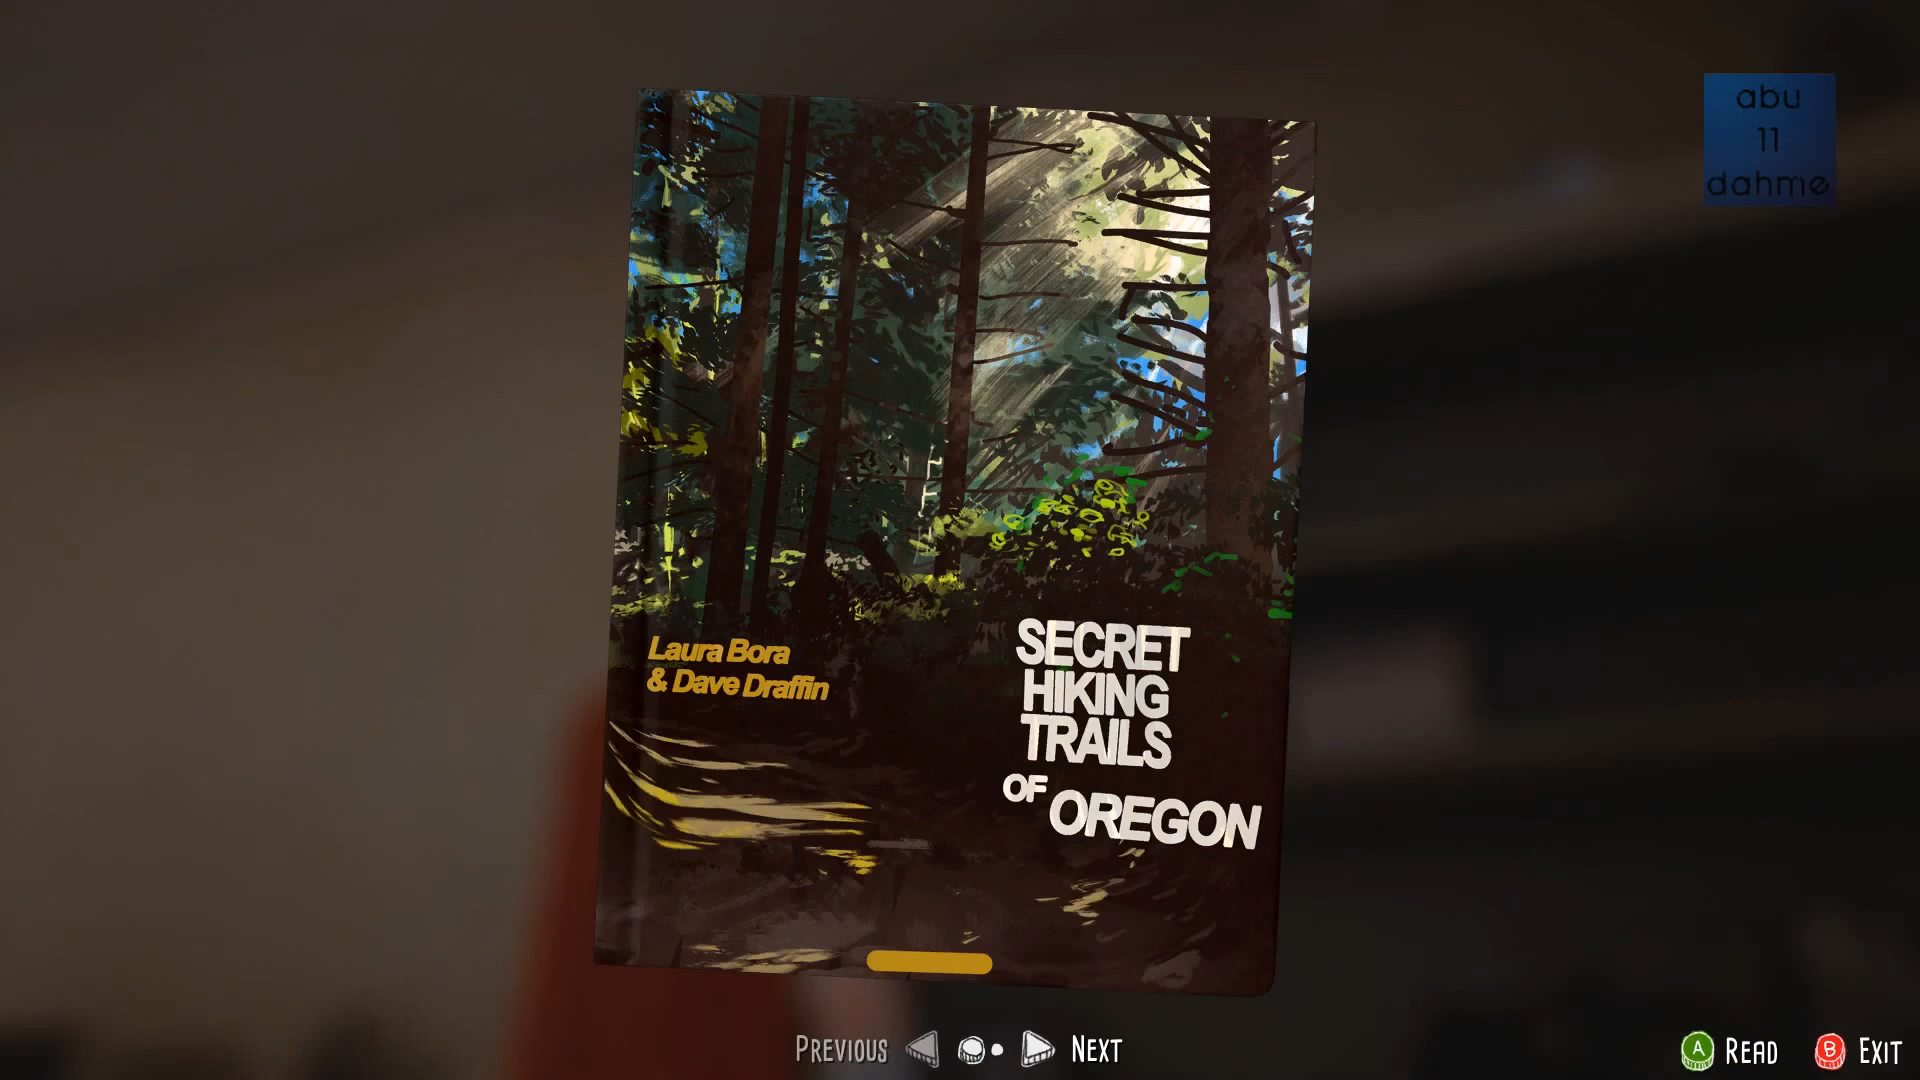 abu
11
dahme
Laura Bora
& Dave Draffin
SECRET
HIKING
TRAILS
OF OREGON
PREVIOUS NEXT
A READ B EXIT